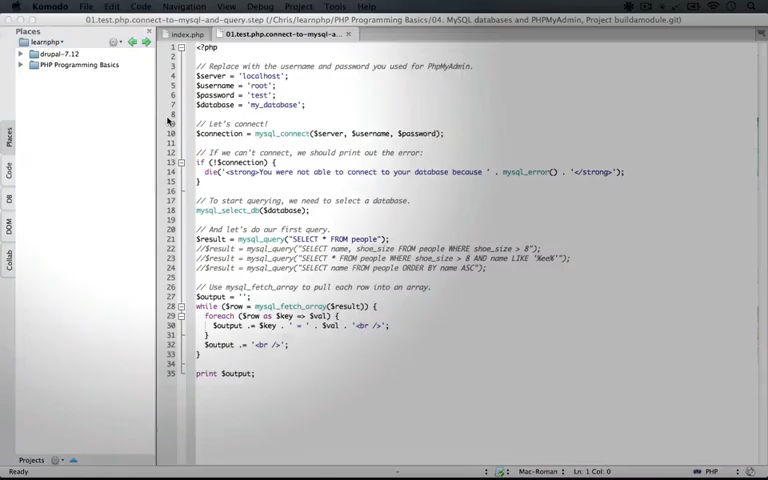 Komodo File Edit Code Navigation View Debug Project Tools Help
01.test.php.connect-to-mysql-and-query.step (/Chris/learnphp/PHP Programming Basics/04. MySQL databases and PHPMyAdmin, Project buildamodule.git)
Places
index.php
01.test.php.connect-to-mysql-a...
learnphp
drupal-7.12
PHP Programming Basics
Places
Code
DB
DOM
Collab
1 <?php
2
3 // Replace with the username and password you used for PhpMyAdmin.
4 $server = 'localhost';
5 $username = 'root';
6 $password = 'test';
7 $database = 'my_database';
8
9 // Let's connect!
10 $connection = mysql_connect($server, $username, $password);
11
12 // If we can't connect, we should print out the error:
13 if (!$connection) {
14 die('<strong>You were not able to connect to your database because ' . mysql_error() . '</strong>');
15 }
16
17 // To start querying, we need to select a database.
18 mysql_select_db($database);
19
20 // And let's do our first query.
21 $result = mysql_query("SELECT * FROM people");
22 //$result = mysql_query("SELECT name, shoe_size FROM people WHERE shoe_size > 8");
23 //$result = mysql_query("SELECT * FROM people WHERE shoe_size > 8 AND name LIKE '%ee%'");
24 //$result = mysql_query("SELECT name FROM people ORDER BY name ASC");
25
26 // Use mysql_fetch_array to pull each row into an array.
27 $output = '';
28 while ($row = mysql_fetch_array($result)) {
29 foreach ($row as $key => $val) {
30 $output .= $key . ' = ' . $val . '<br />';
31 }
32 $output .= '<br />';
33 }
34
35 print $output;
Projects
Ready
Mac-Roman
Ln: 1 Col: 0
PHP